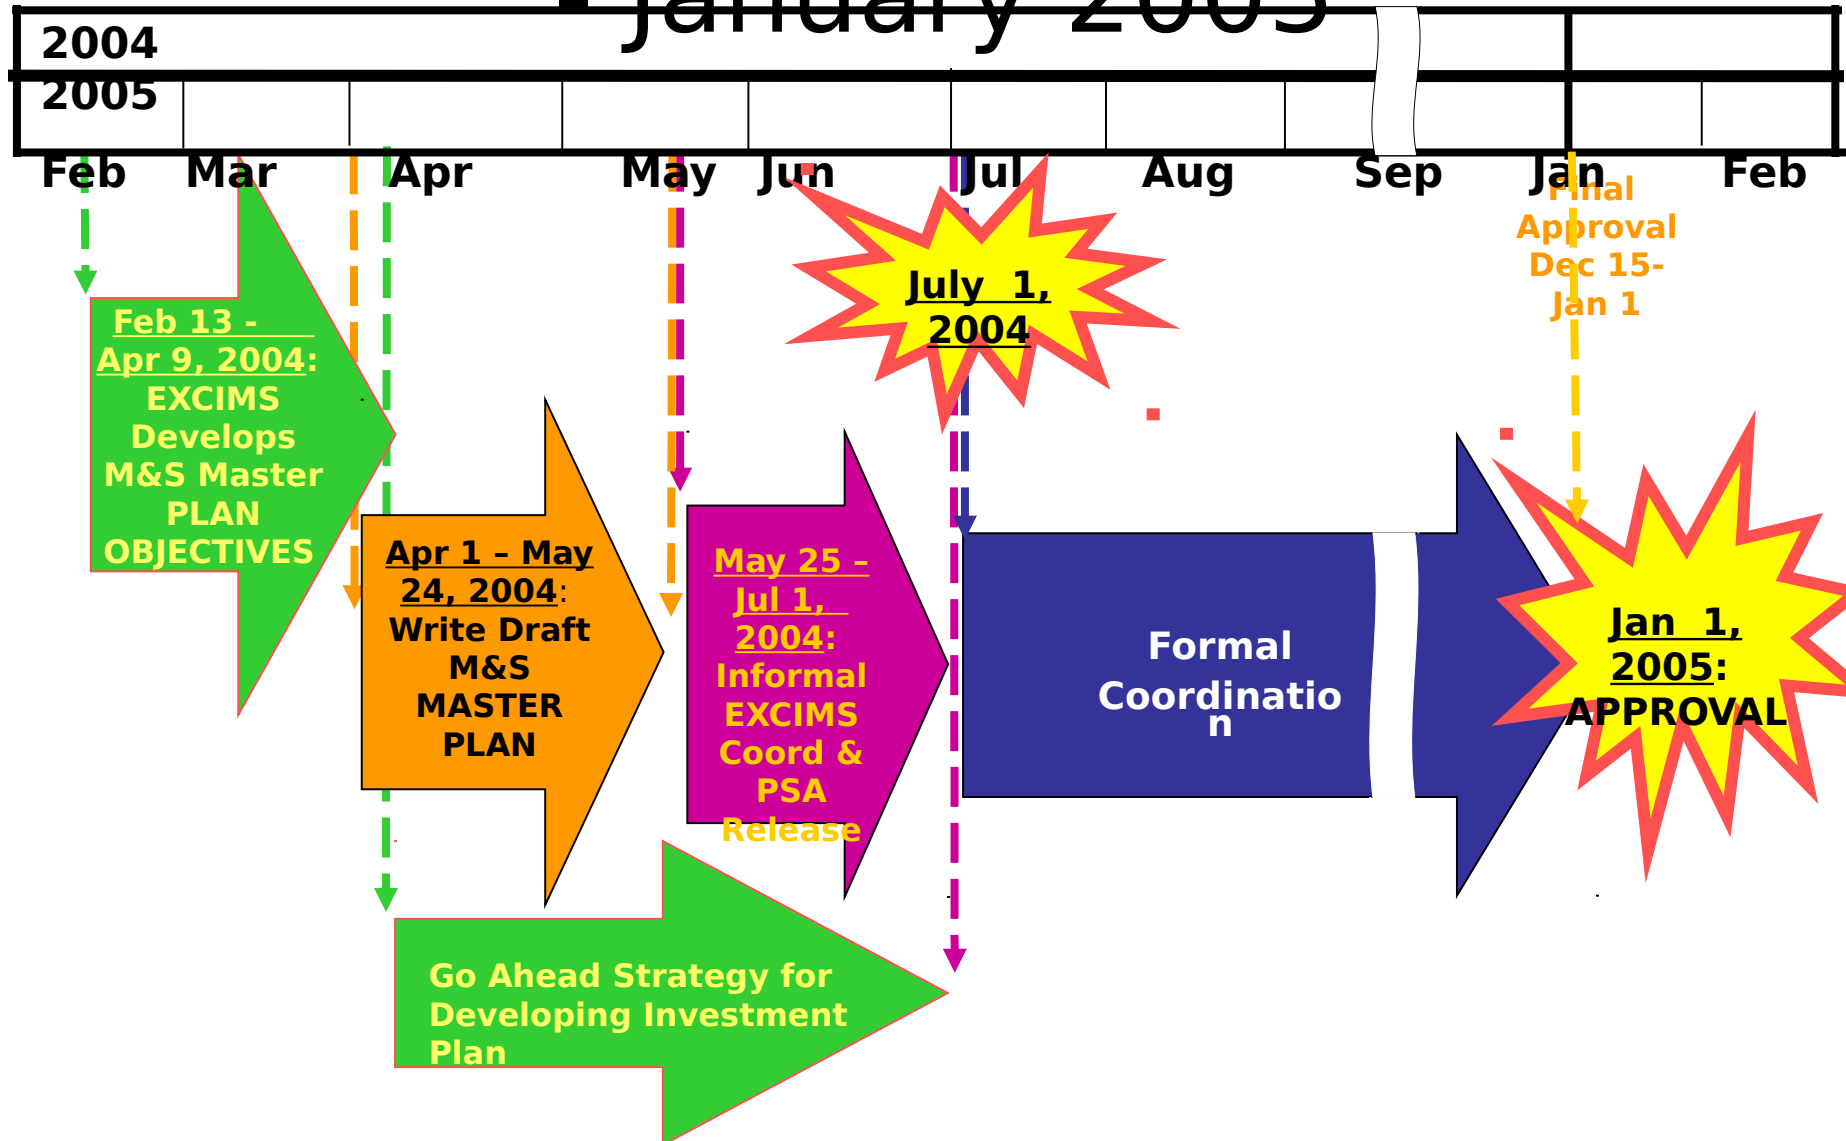 January 2005
2004
2005
Feb Mar Apr May Jun Jul Aug Sep Jan Feb
Final
Approval
Dec 15-
Jan 1
July 1,
2004
Feb 13 -
Apr 9, 2004:
EXCIMS
Develops
M&S Master
PLAN
OBJECTIVES
Apr 1 – May
24, 2004:
Write Draft
M&S
MASTER
PLAN
May 25 –
Jul 1,
2004:
Informal
EXCIMS
Coord &
PSA
Release
Formal
Coordinatio
n
Jan 1,
2005:
APPROVAL
Go Ahead Strategy for
Developing Investment
Plan